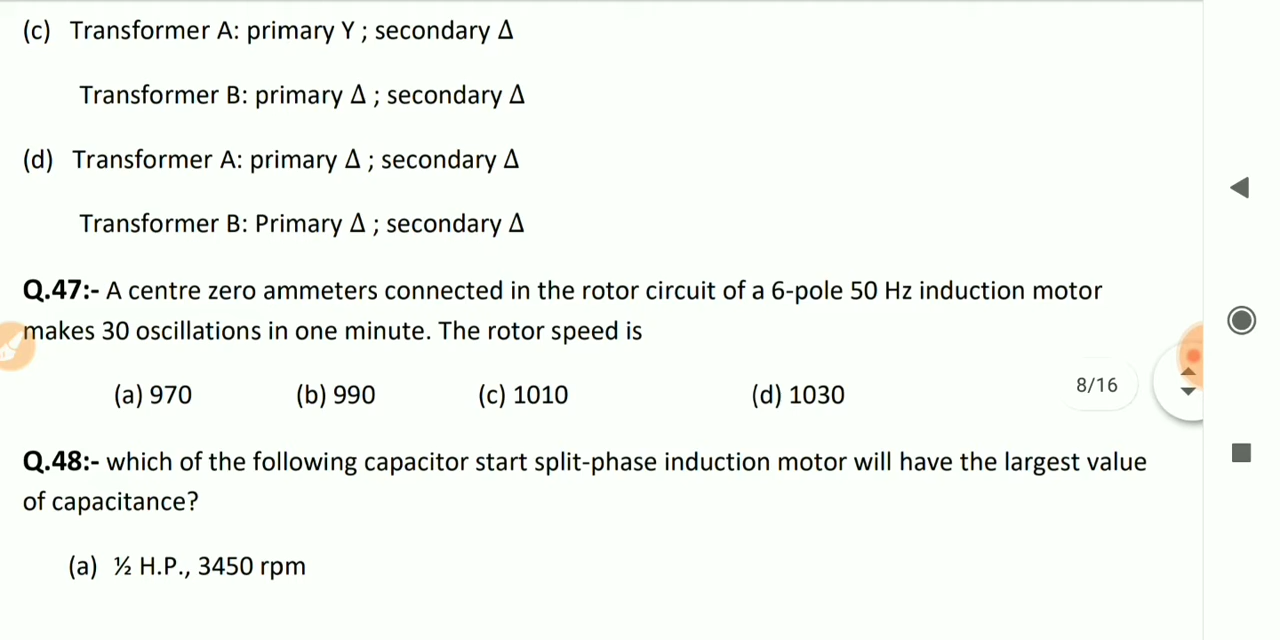 (c) Transformer A: primary Y ; secondary Δ
Transformer B: primary Δ ; secondary Δ
(d) Transformer A: primary Δ ; secondary Δ
Transformer B: Primary Δ ; secondary Δ
Q.47:- A centre zero ammeters connected in the rotor circuit of a 6-pole 50 Hz induction motor
makes 30 oscillations in one minute. The rotor speed is
(a) 970 (b) 990 (c) 1010 (d) 1030
8/16
Q.48:- which of the following capacitor start split-phase induction motor will have the largest value
of capacitance?
(a) ½ H.P., 3450 rpm